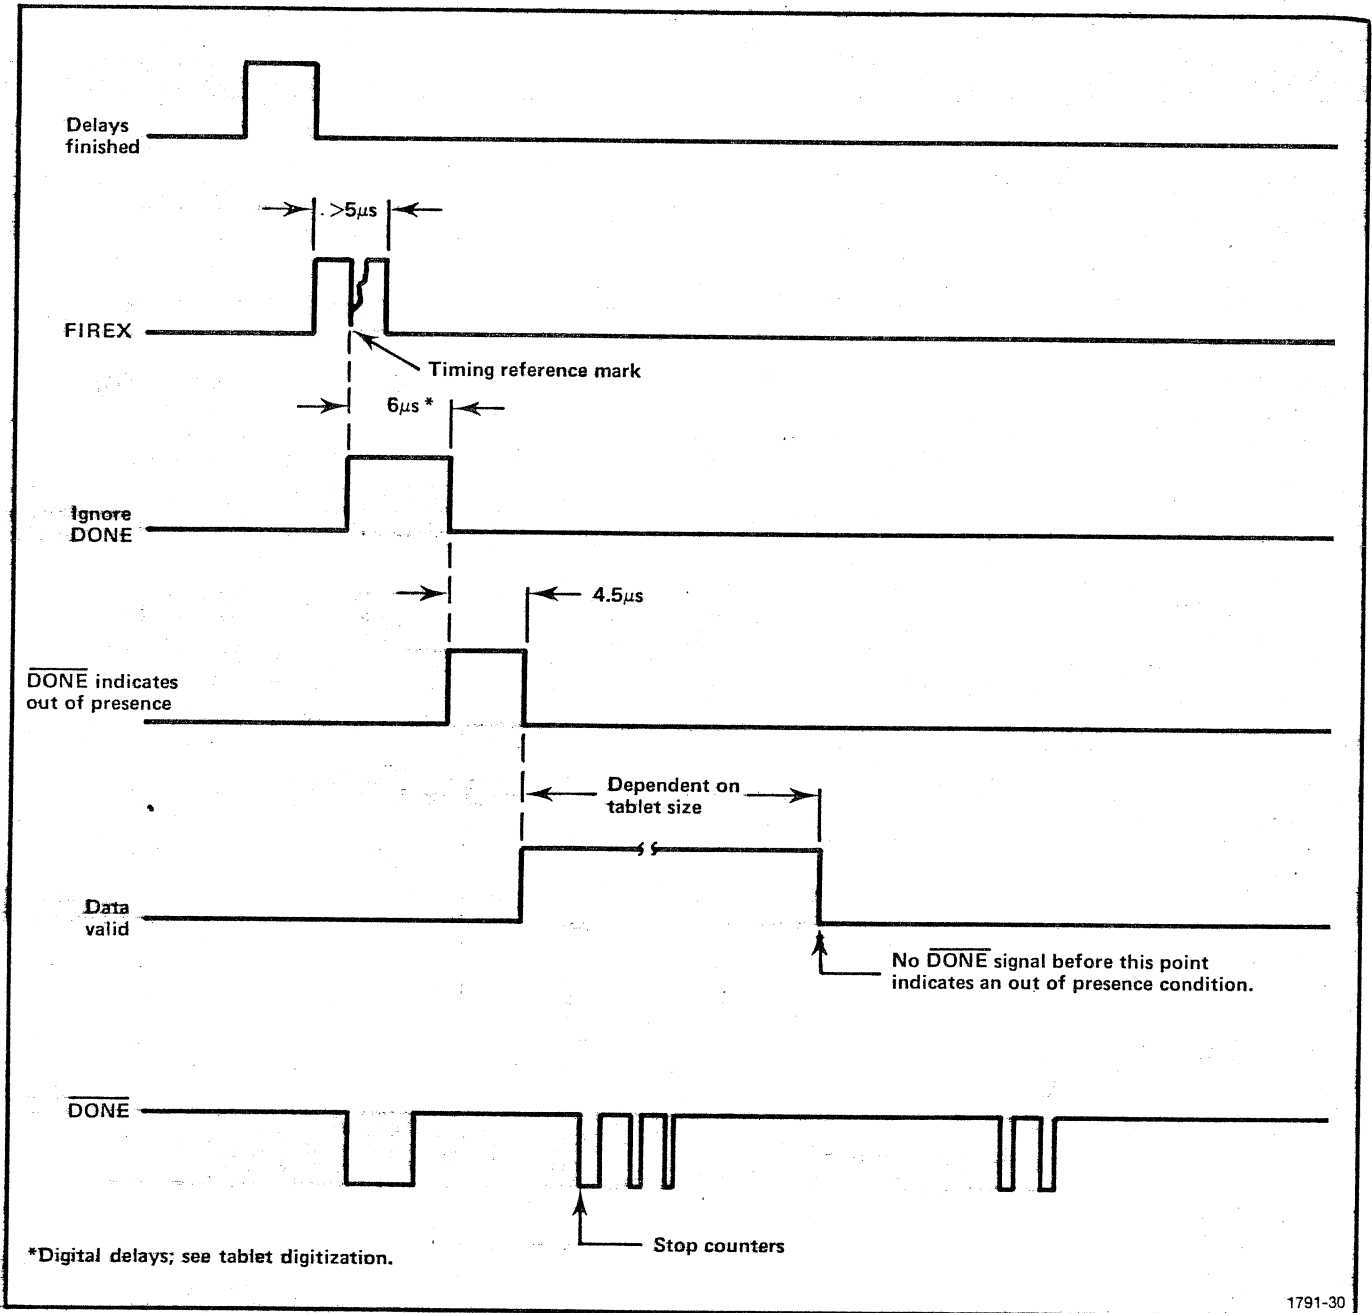 Delays
finished
>5μs
FIREX
Timing reference mark
6μs *
Ignore
DONE
4.5μs
DONE indicates
out of presence
Dependent on
tablet size
Data
valid
No DONE signal before this point
indicates an out of presence condition.
DONE
Stop counters
*Digital delays; see tablet digitization.
1791-30